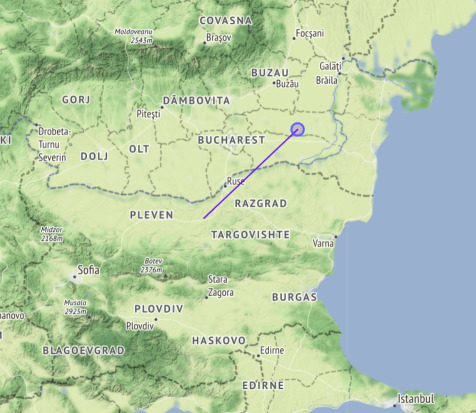 COVASNA
Moldoveanu
2543m
Brașov
Focșani
Galați
Brăila
BUZAU
Buzău
GORJ
DÂMBOVITA
Pitești
Drobeta-
Turnu
Severin
KI
DOLJ
OLT
BUCHAREST
Ruse
RAZGRAD
PLEVEN
TARGOVISHTE
Varna
Midzor
2168m
Botev
2376m
Sofia
Stara
Zagora
Musala
2925m
BURGAS
PLOVDIV
Plovdiv
HASKOVO
BLAGOEVGRAD
Edirne
EDIRNE
Istanbul